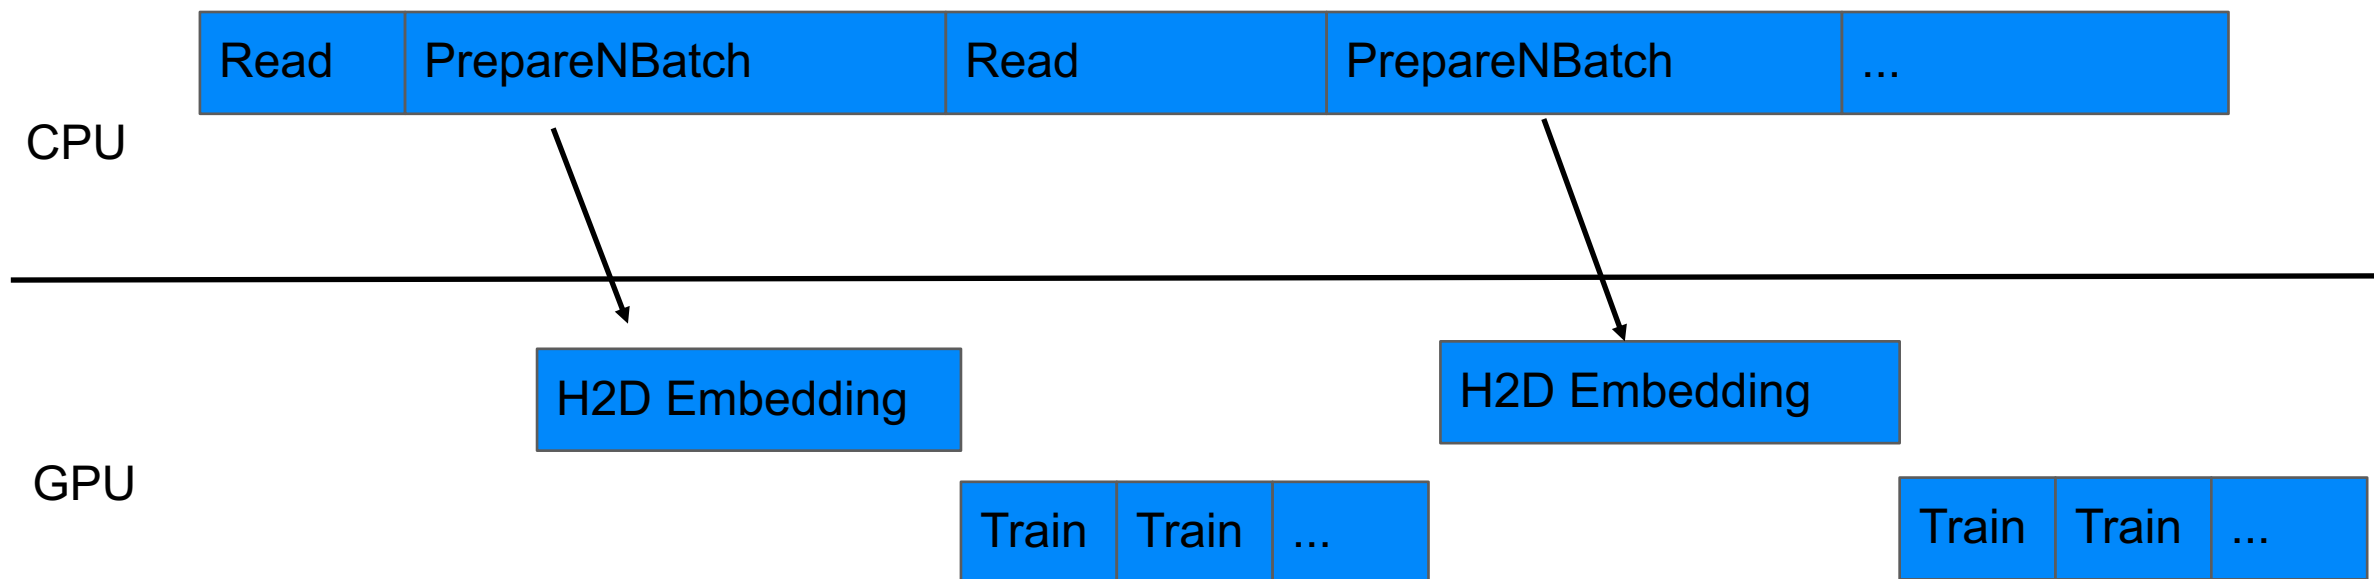 Read PrepareNBatch Read PrepareNBatch ...
CPU
H2D Embedding H2D Embedding
GPU
Train Train ... Train Train ...